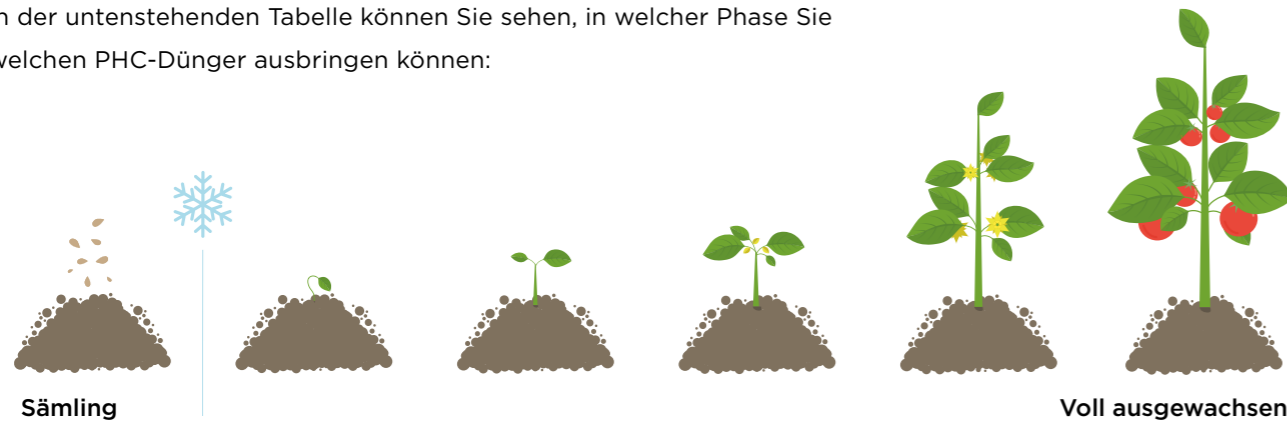 n der untenstehenden Tabelle können Sie sehen, in welcher Phase Sie
welchen PHC-Dünger ausbringen können:
Sämling
Voll ausgewachsen